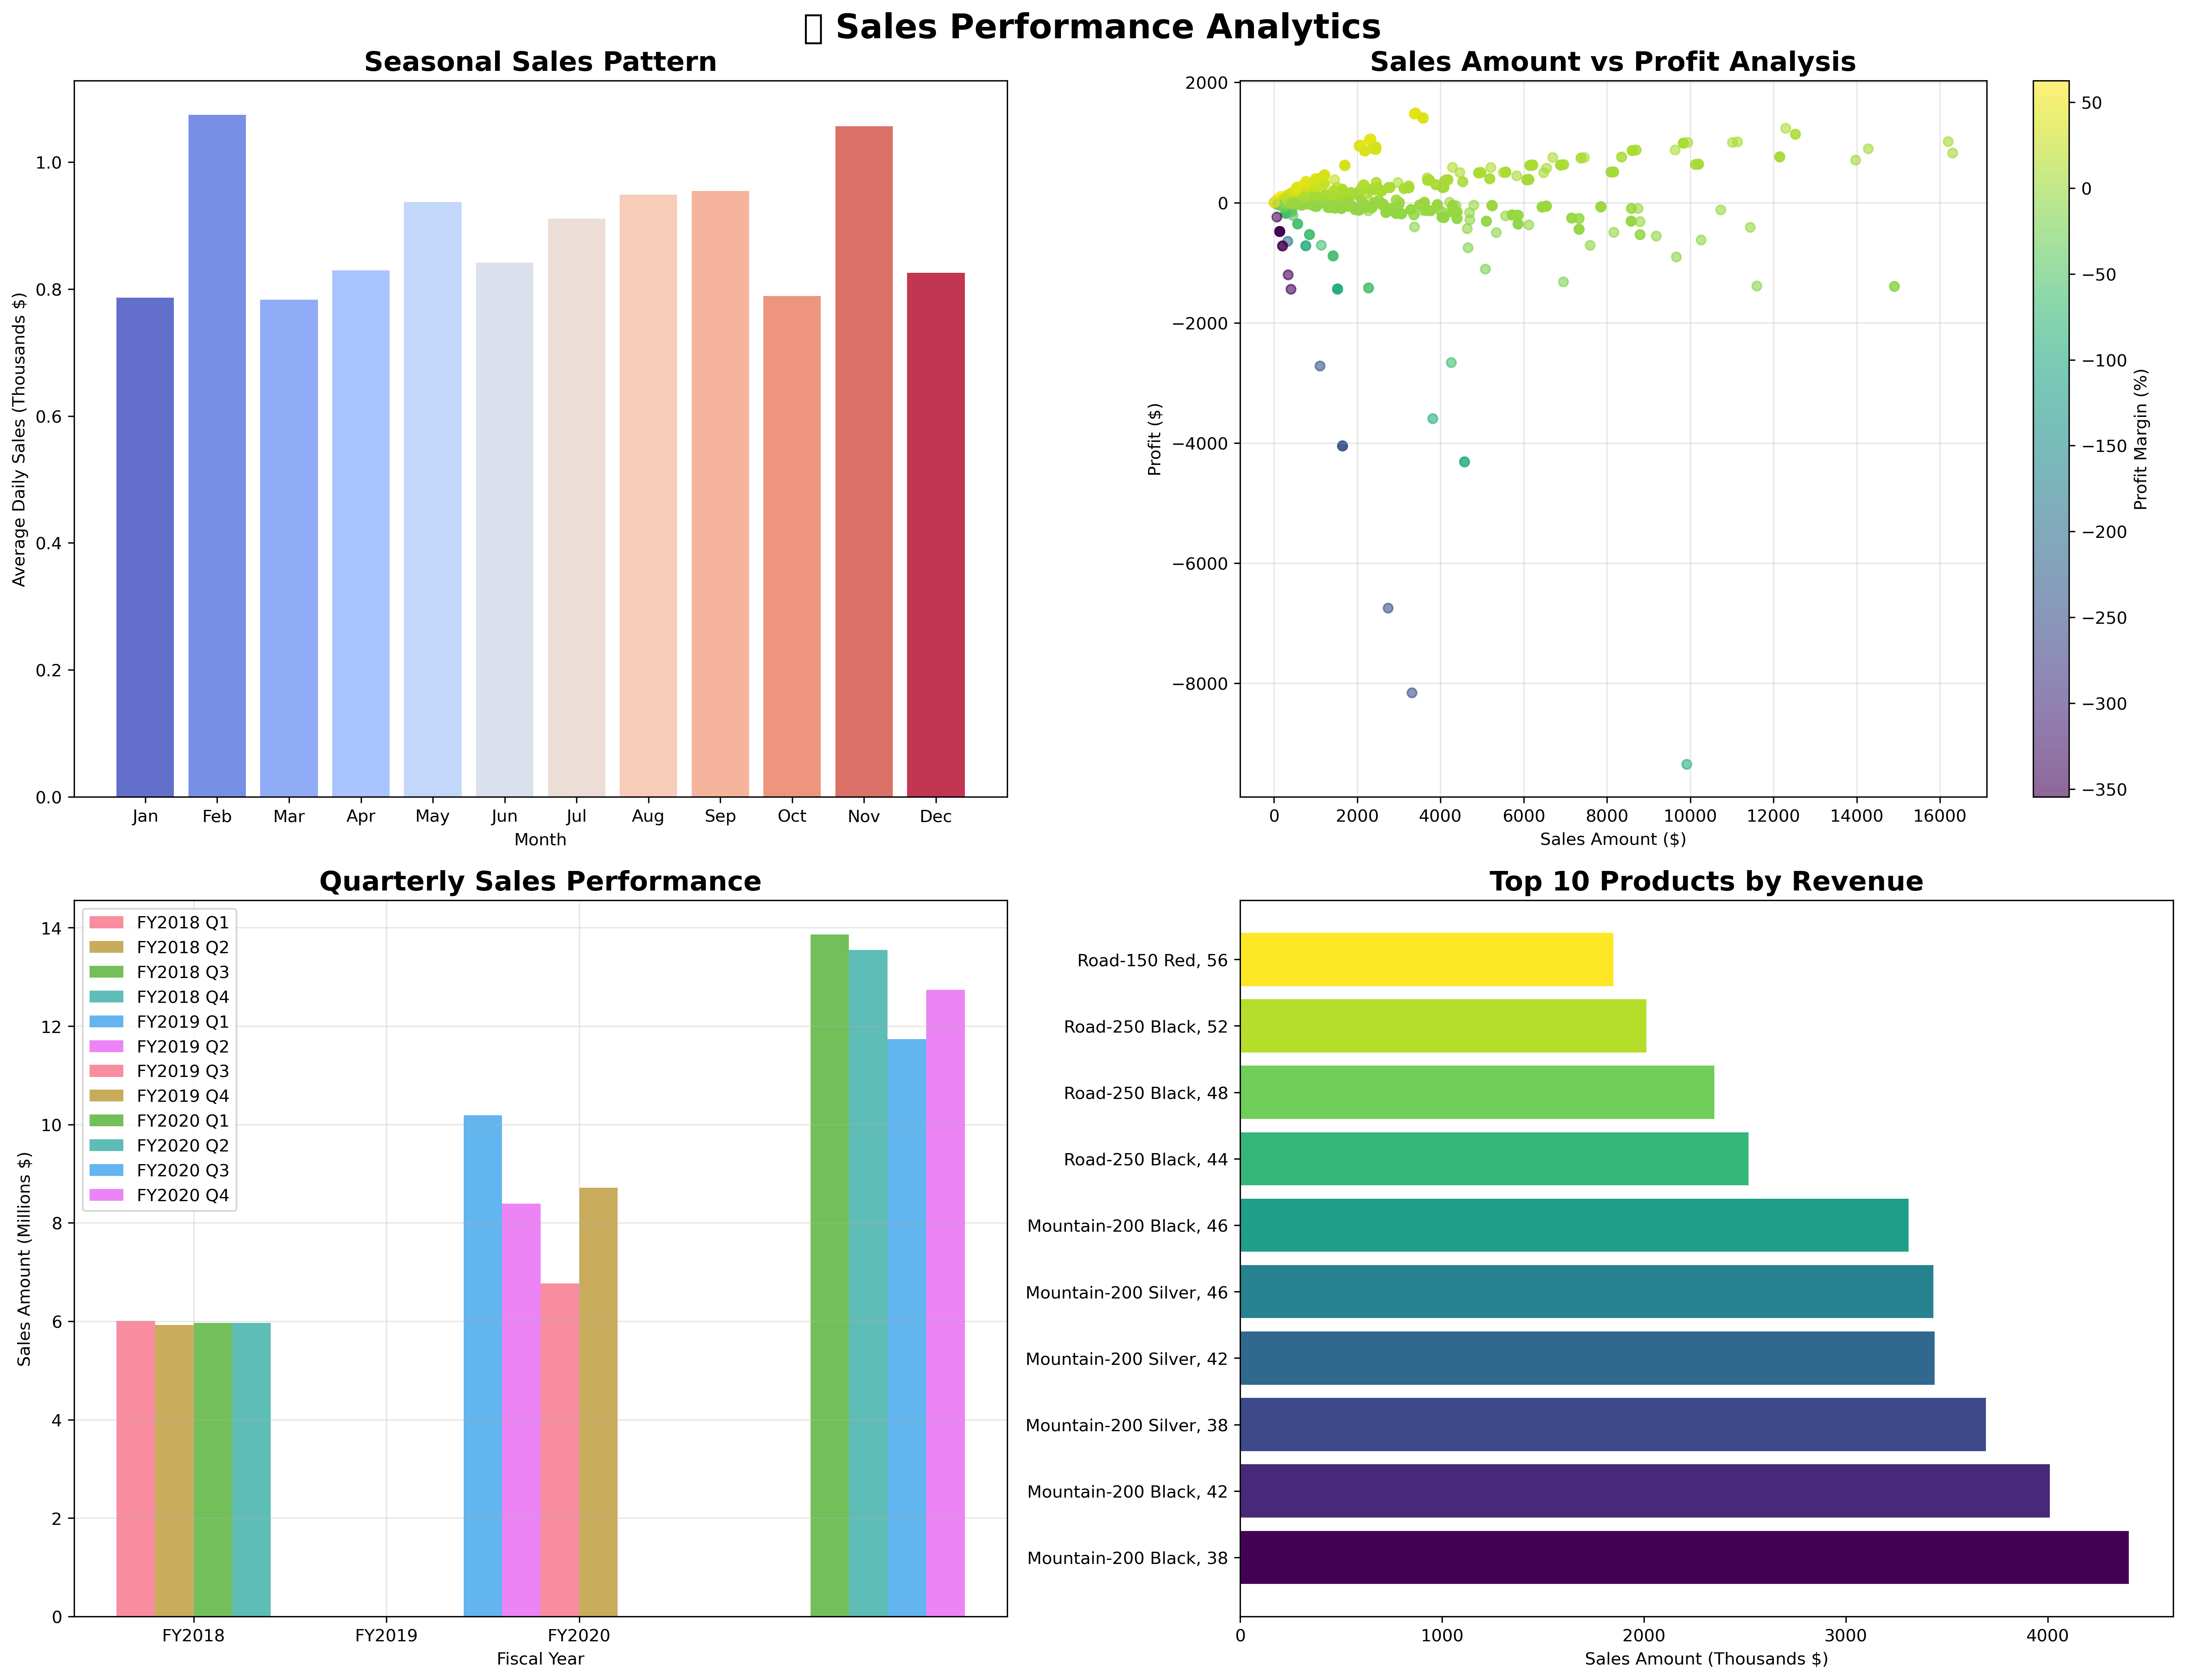 Sales Performance Analytics
Seasonal Sales Pattern
Average Daily Sales (Thousands $)
1.0
0.8
0.6
0.4
0.2
0.0
Jan Feb Mar Apr May Jun Jul Aug Sep Oct Nov Dec
Month
Sales Amount vs Profit Analysis
Profit ($)
2000
0
−2000
−4000
−6000
−8000
0 2000 4000 6000 8000 10000 12000 14000 16000
Sales Amount ($)
50
0
−50
−100
−150
−200
−250
−300
−350
Profit Margin (%)
Quarterly Sales Performance
Sales Amount (Millions $)
14
12
10
8
6
4
2
0
FY2018 Q1
FY2018 Q2
FY2018 Q3
FY2018 Q4
FY2019 Q1
FY2019 Q2
FY2019 Q3
FY2019 Q4
FY2020 Q1
FY2020 Q2
FY2020 Q3
FY2020 Q4
FY2018 FY2019 FY2020
Fiscal Year
Top 10 Products by Revenue
Road-150 Red, 56
Road-250 Black, 52
Road-250 Black, 48
Road-250 Black, 44
Mountain-200 Black, 46
Mountain-200 Silver, 46
Mountain-200 Silver, 42
Mountain-200 Silver, 38
Mountain-200 Black, 42
Mountain-200 Black, 38
0 1000 2000 3000 4000
Sales Amount (Thousands $)